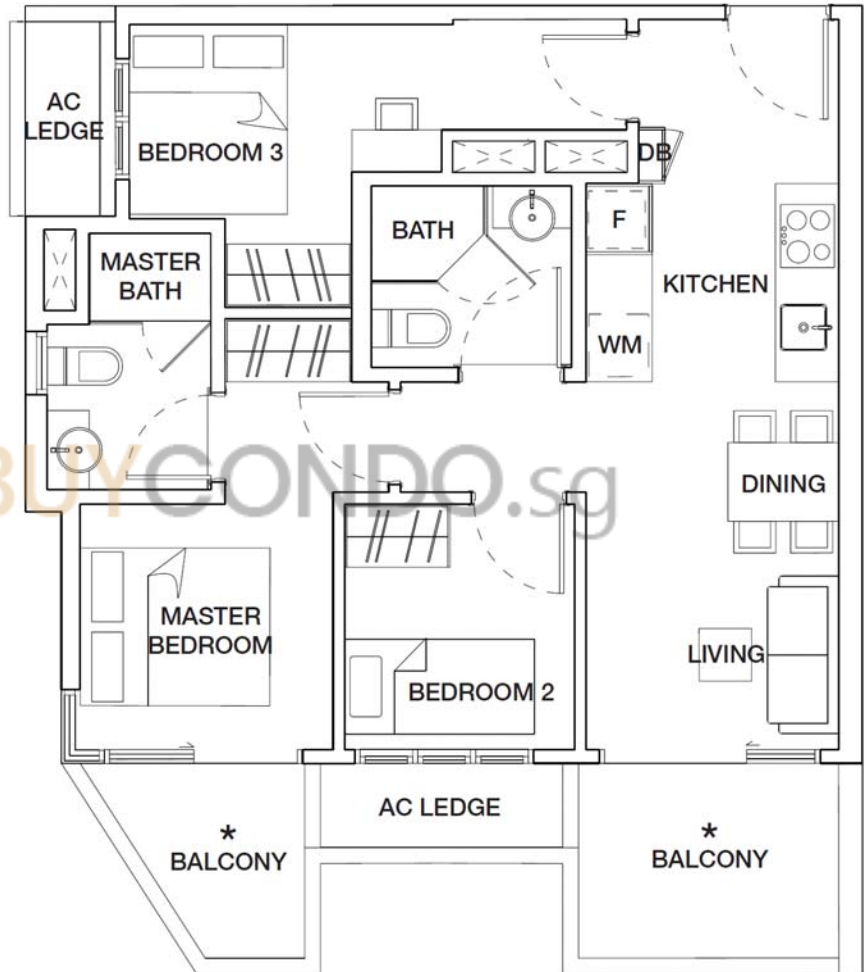 AC
LEDGE
BEDROOM 3
DB
BATH
F
MASTER
BATH
KITCHEN
WM
BUYCONDO.sg
DINING
MASTER
BEDROOM
LIVING
BEDROOM 2
AC LEDGE
*
BALCONY
*
BALCONY